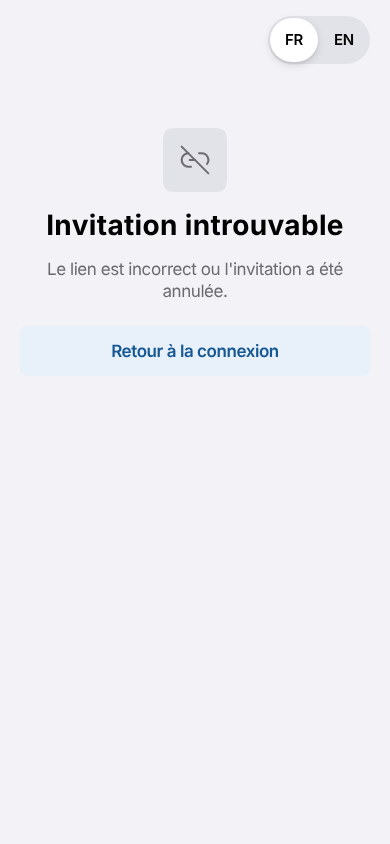 FR EN
Invitation introuvable
Le lien est incorrect ou l'invitation a été
annulée.
Retour à la connexion